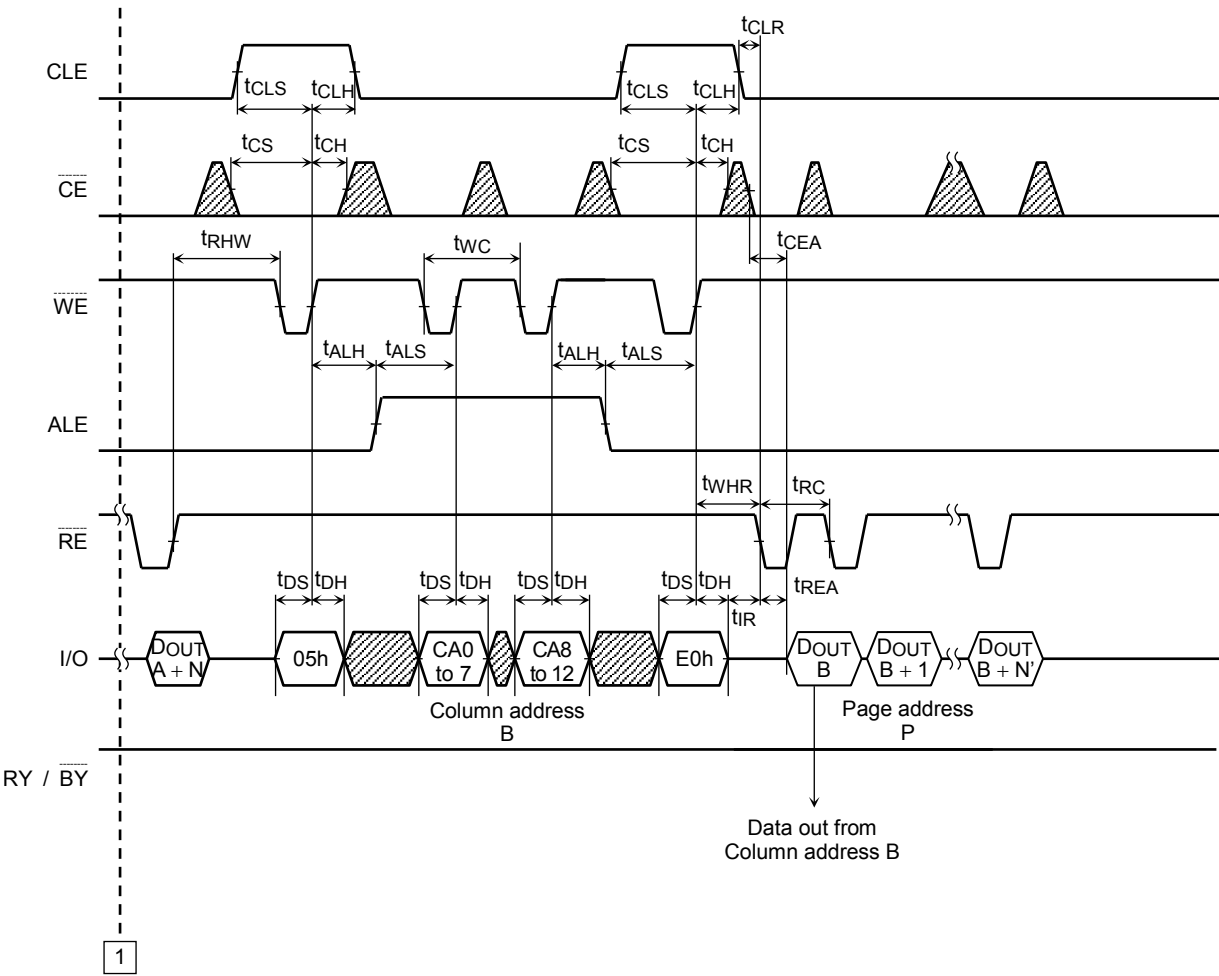 tCLR
CLE
tCLS tCLH tCLS tCLH
tCS tCH tCS tCH
CE
tRHW tWC tCEA
WE
tALH tALS tALH tALS
ALE
tWHR tRC
RE
tDS tDH tDS tDH tDS tDH tDS tDH tREA
tIR
I/O
DOUT
A + N
05h
CA0
to 7
CA8
to 12
E0h
DOUT
B
DOUT
B + 1
DOUT
B + N’
Column address
B
Page address
P
RY / BY
Data out from
Column address B
1